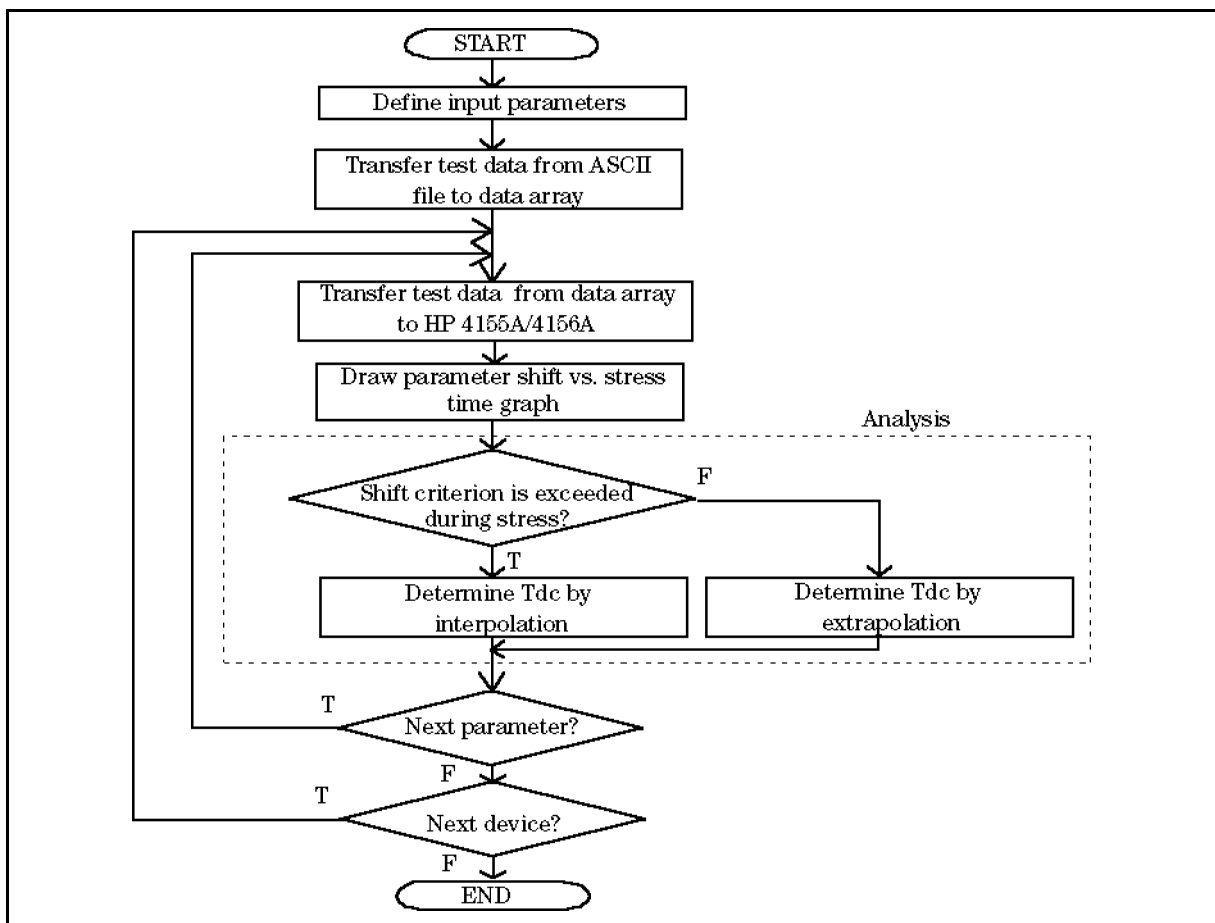 START
Define input parameters
Transfer test data from ASCII
file to data array
Transfer test data from data array
to HP 4155A/4156A
Draw parameter shift vs. stress
time graph
Analysis
Shift criterion is exceeded
during stress?
F
T
Determine Tdc by
interpolation
Determine Tdc by
extrapolation
T
Next parameter?
F
T
Next device?
F
END